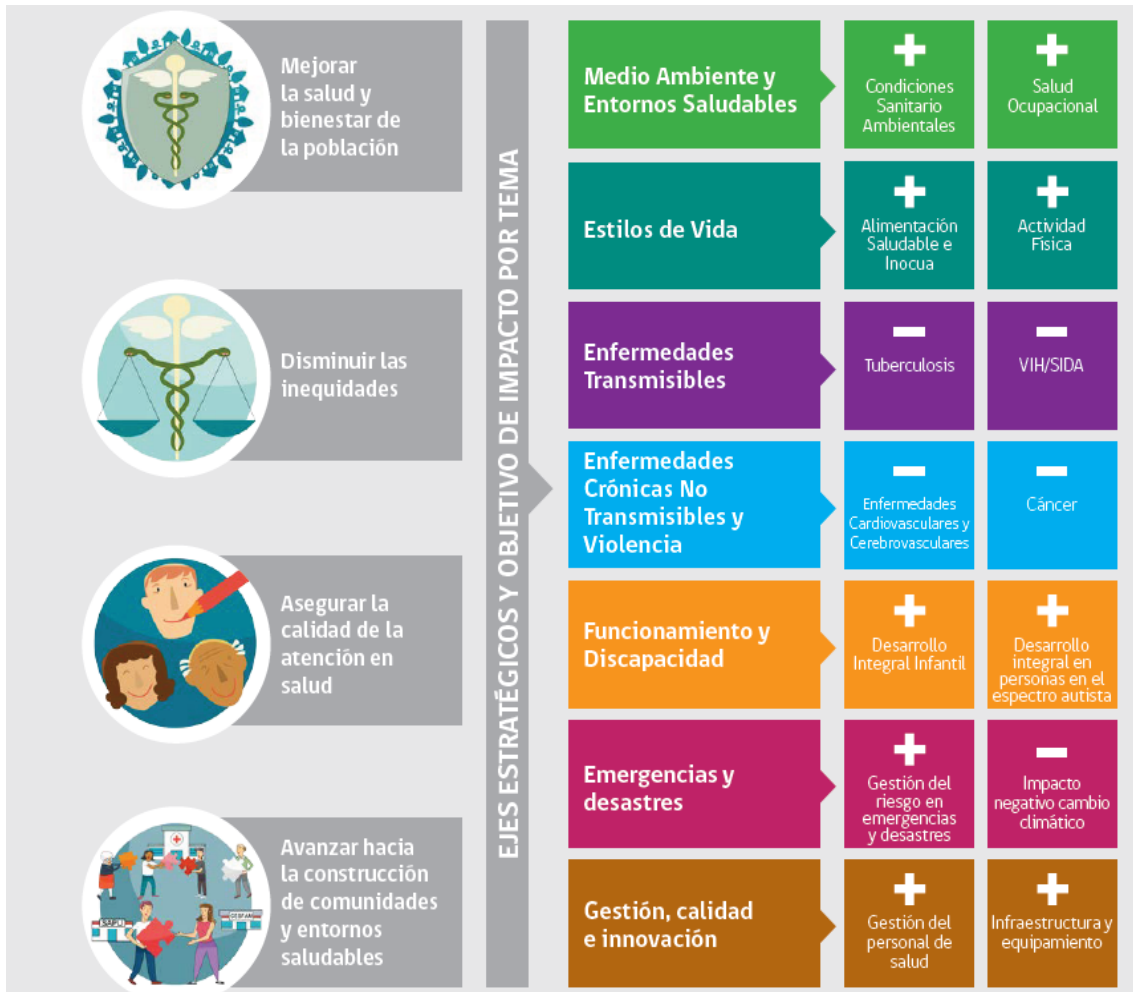 Mejorar
la salud y
bienestar de
la población
Disminuir las
inequidades
Asegurar la
calidad de la
atención en
salud
SAPU
CESFAM
Avanzar hacia
la construcción
de comunidades
y entornos
saludables
EJES ESTRATÉGICOS Y OBJETIVO DE IMPACTO POR TEMA
Medio Ambiente y
Entornos Saludables
+
Condiciones
Sanitario
Ambientales
+
Salud
Ocupacional
Estilos de Vida
+
Alimentación
Saludable e
Inocua
+
Actividad
Física
Enfermedades
Transmisibles
−
Tuberculosis
−
VIH/SIDA
Enfermedades
Crónicas No
Transmisibles y
Violencia
−
Enfermedades
Cardiovasculares y
Cerebrovasculares
−
Cáncer
Funcionamiento y
Discapacidad
+
Desarrollo
Integral Infantil
+
Desarrollo
integral en
personas en el
espectro autista
Emergencias y
desastres
+
Gestión del
riesgo en
emergencias
y desastres
−
Impacto
negativo cambio
climático
Gestión, calidad
e innovación
+
Gestión del
personal de
salud
+
Infraestructura y
equipamiento